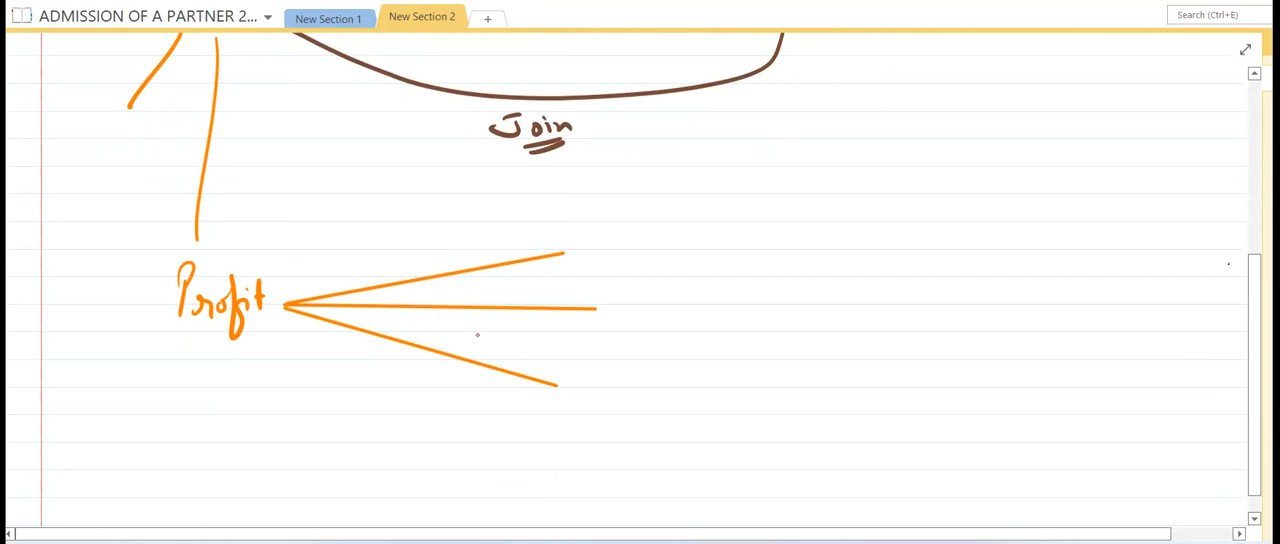 ADMISSION OF A PARTNER 2...
New Section 1
New Section 2
+
Search (Ctrl+E)
Join
Profit